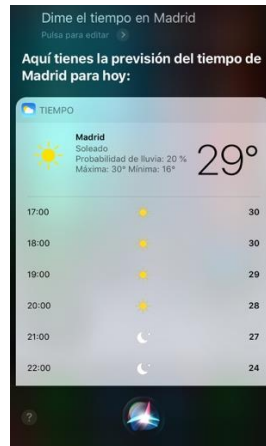 Dime el tiempo en Madrid
Pulsa para editar
Aquí tienes la previsión del tiempo de
Madrid para hoy:
TIEMPO
Madrid
Soleado
Probabilidad de lluvia: 20 %
Máxima: 30° Mínima: 16°
29°
17:00 30
18:00 30
19:00 29
20:00 28
21:00 27
22:00 24
?